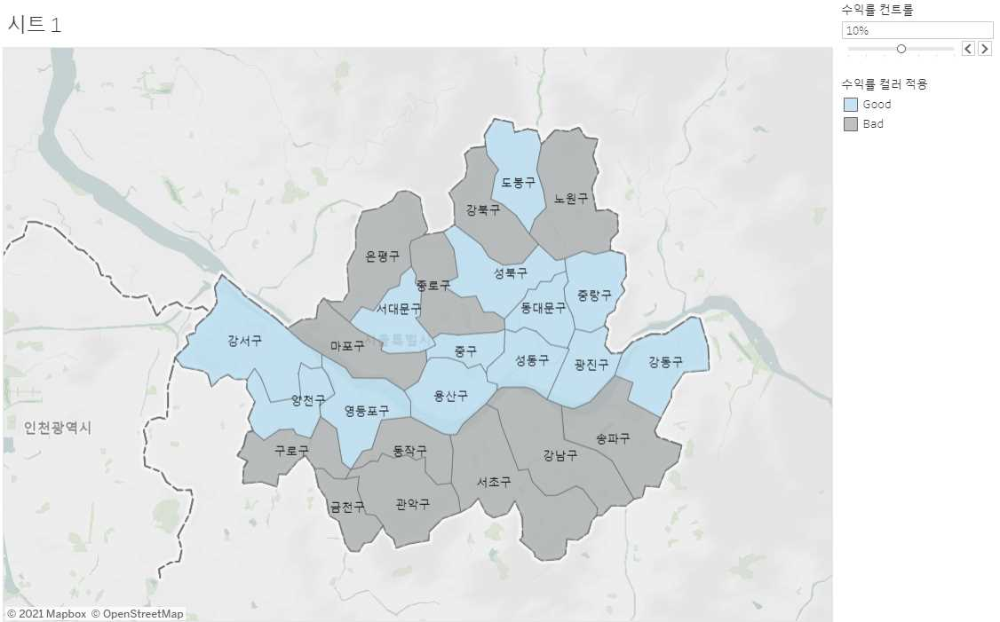 시트 1
수익률 컨트롤
10%
수익률 컬러 적용
Good
Bad
도봉구
노원구
강북구
은평구
성북구
종로구
중랑구
서대문구
동대문구
강서구
서울특별시
마포구
중구
성동구
광진구
강동구
용산구
양천구
영등포구
인천광역시
송파구
구로구
동작구
강남구
서초구
관악구
금천구
© 2021 Mapbox © OpenStreetMap